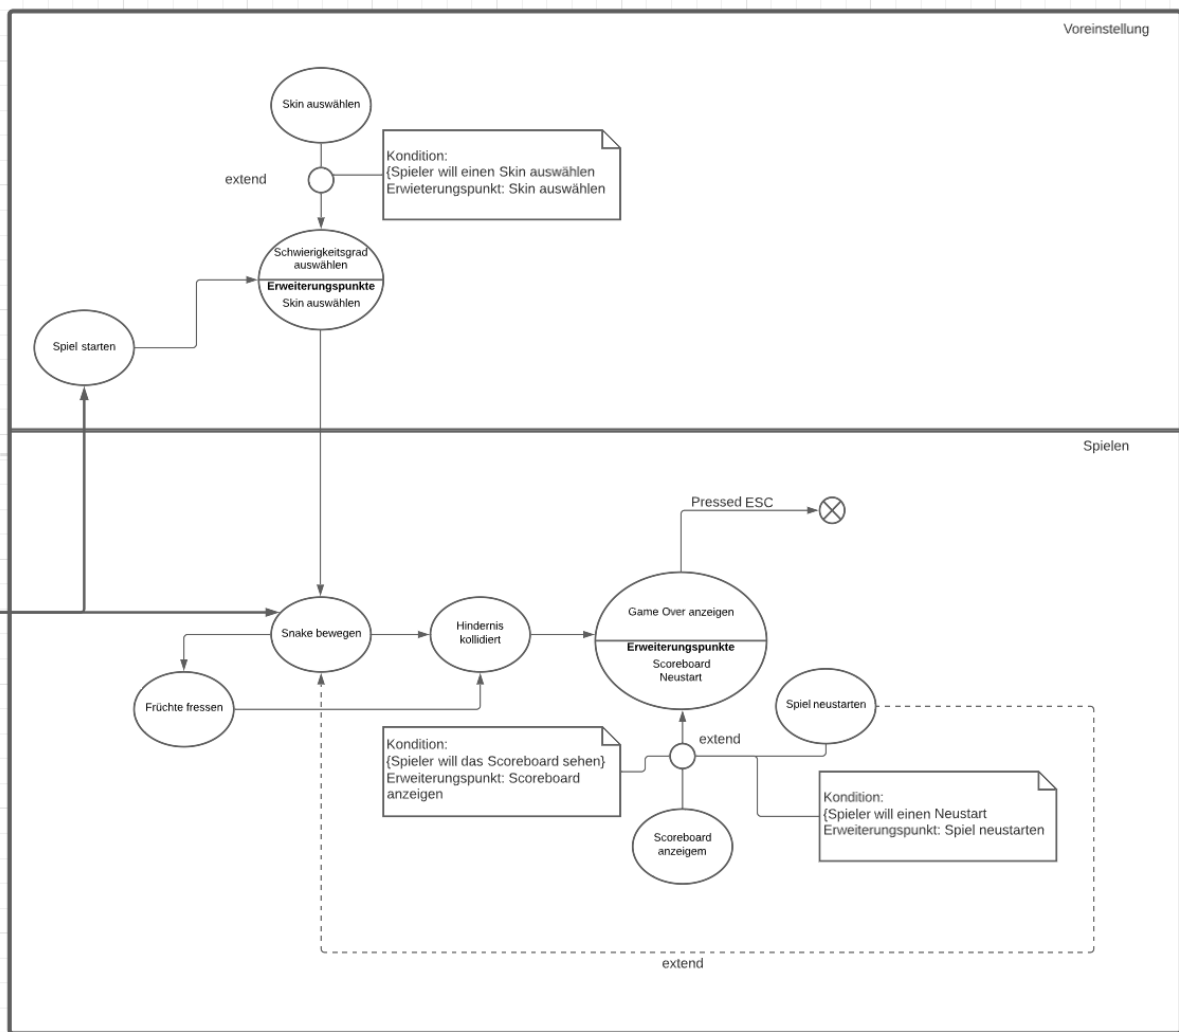 Voreinstellung
Skin auswählen
Kondition:
{Spieler will einen Skin auswählen
Erwieterungspunkt: Skin auswählen
extend
Schwierigkeitsgrad
auswählen
Erweiterungspunkte
Skin auswählen
Spiel starten
Spielen
Pressed ESC
Game Over anzeigen
Erweiterungspunkte
Scoreboard
Neustart
Snake bewegen
Hindernis
kollidiert
Früchte fressen
Spiel neustarten
extend
Kondition:
{Spieler will das Scoreboard sehen}
Erweiterungspunkt: Scoreboard
anzeigen
Kondition:
{Spieler will einen Neustart
Erweiterungspunkt: Spiel neustarten
Scoreboard
anzeigem
extend